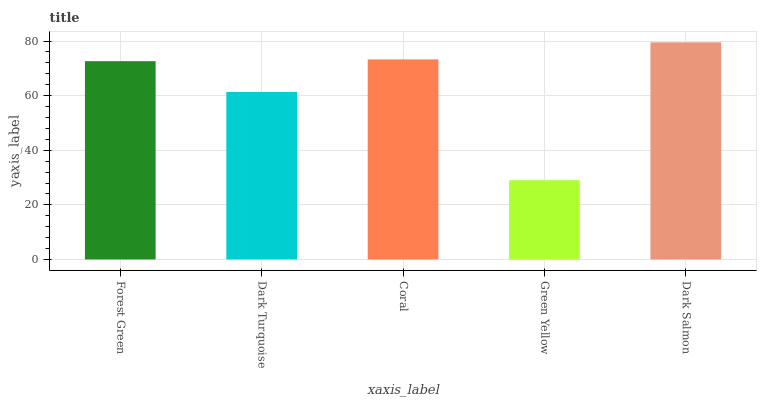 title
80
60
40
20
0
yaxis_label
Forest Green
Dark Turquoise
Coral
Green Yellow
Dark Salmon
xaxis_label